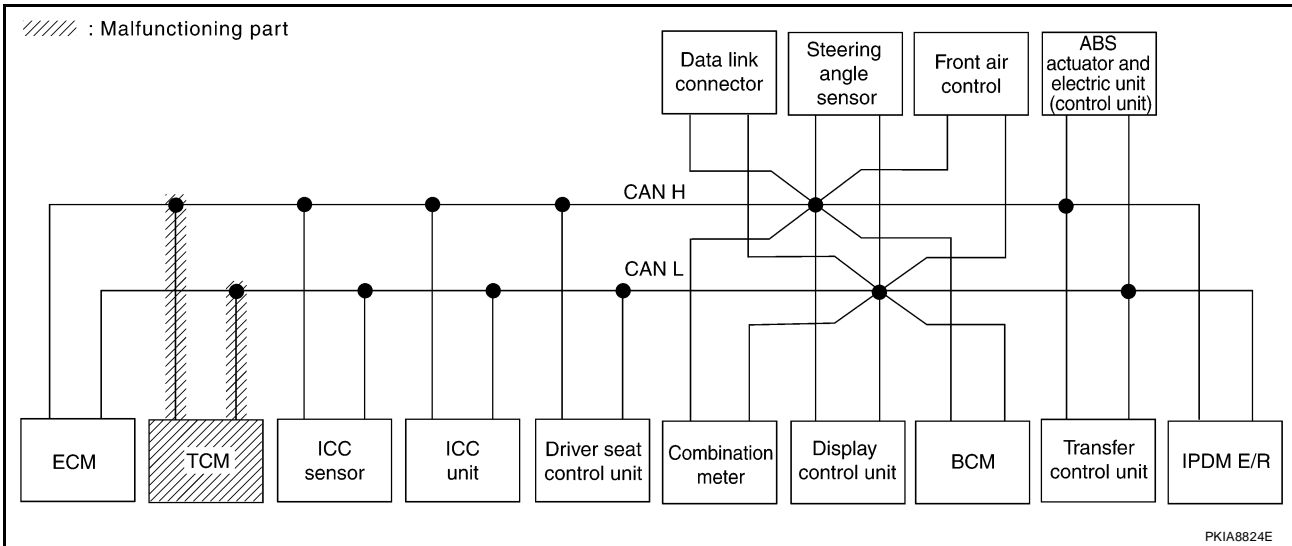 : Malfunctioning part
Data link
connector
Steering
angle
sensor
Front air
control
ABS
actuator and
electric unit
(control unit)
CAN H
CAN L
ECM
TCM
ICC
sensor
ICC
unit
Driver seat
control unit
Combination
meter
Display
control unit
BCM
Transfer
control unit
IPDM E/R
PKIA8824E